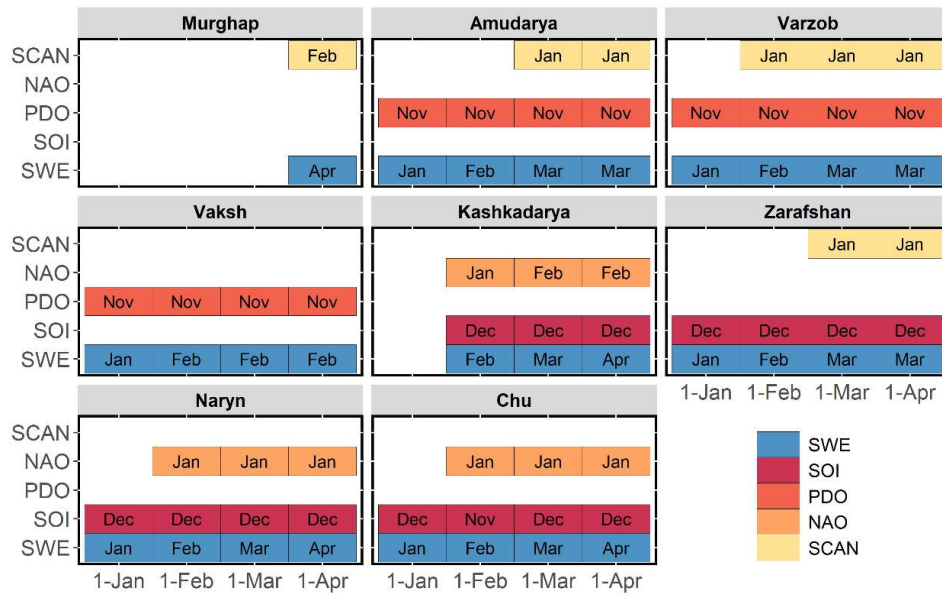 Murghap Amudarya Varzob
SCAN Feb Jan Jan Jan Jan Jan
NAO
PDO Nov Nov Nov Nov Nov Nov Nov Nov
SOI
SWE Apr Jan Feb Mar Mar Jan Feb Mar Mar
Vaksh Kashkadarya Zarafshan
SCAN Jan Jan
NAO Jan Feb Feb
PDO Nov Nov Nov Nov
SOI Dec Dec Dec Dec Dec Dec Dec
SWE Jan Feb Feb Feb Feb Mar Apr Jan Feb Mar Mar
1-Jan 1-Feb 1-Mar 1-Apr
Naryn Chu
SCAN
NAO Jan Jan Jan Jan Jan Jan
PDO
SOI Dec Dec Dec Dec Dec Nov Dec Dec
SWE Jan Feb Mar Apr Jan Feb Mar Apr
1-Jan 1-Feb 1-Mar 1-Apr 1-Jan 1-Feb 1-Mar 1-Apr
SWE
SOI
PDO
NAO
SCAN